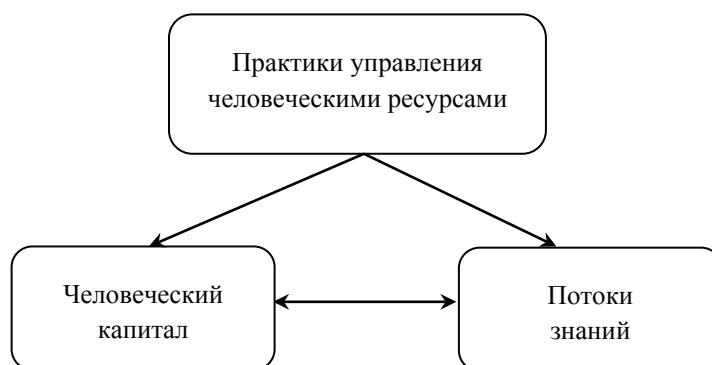 Практики управления
человеческими ресурсами
Человеческий
капитал
Потоки
знаний